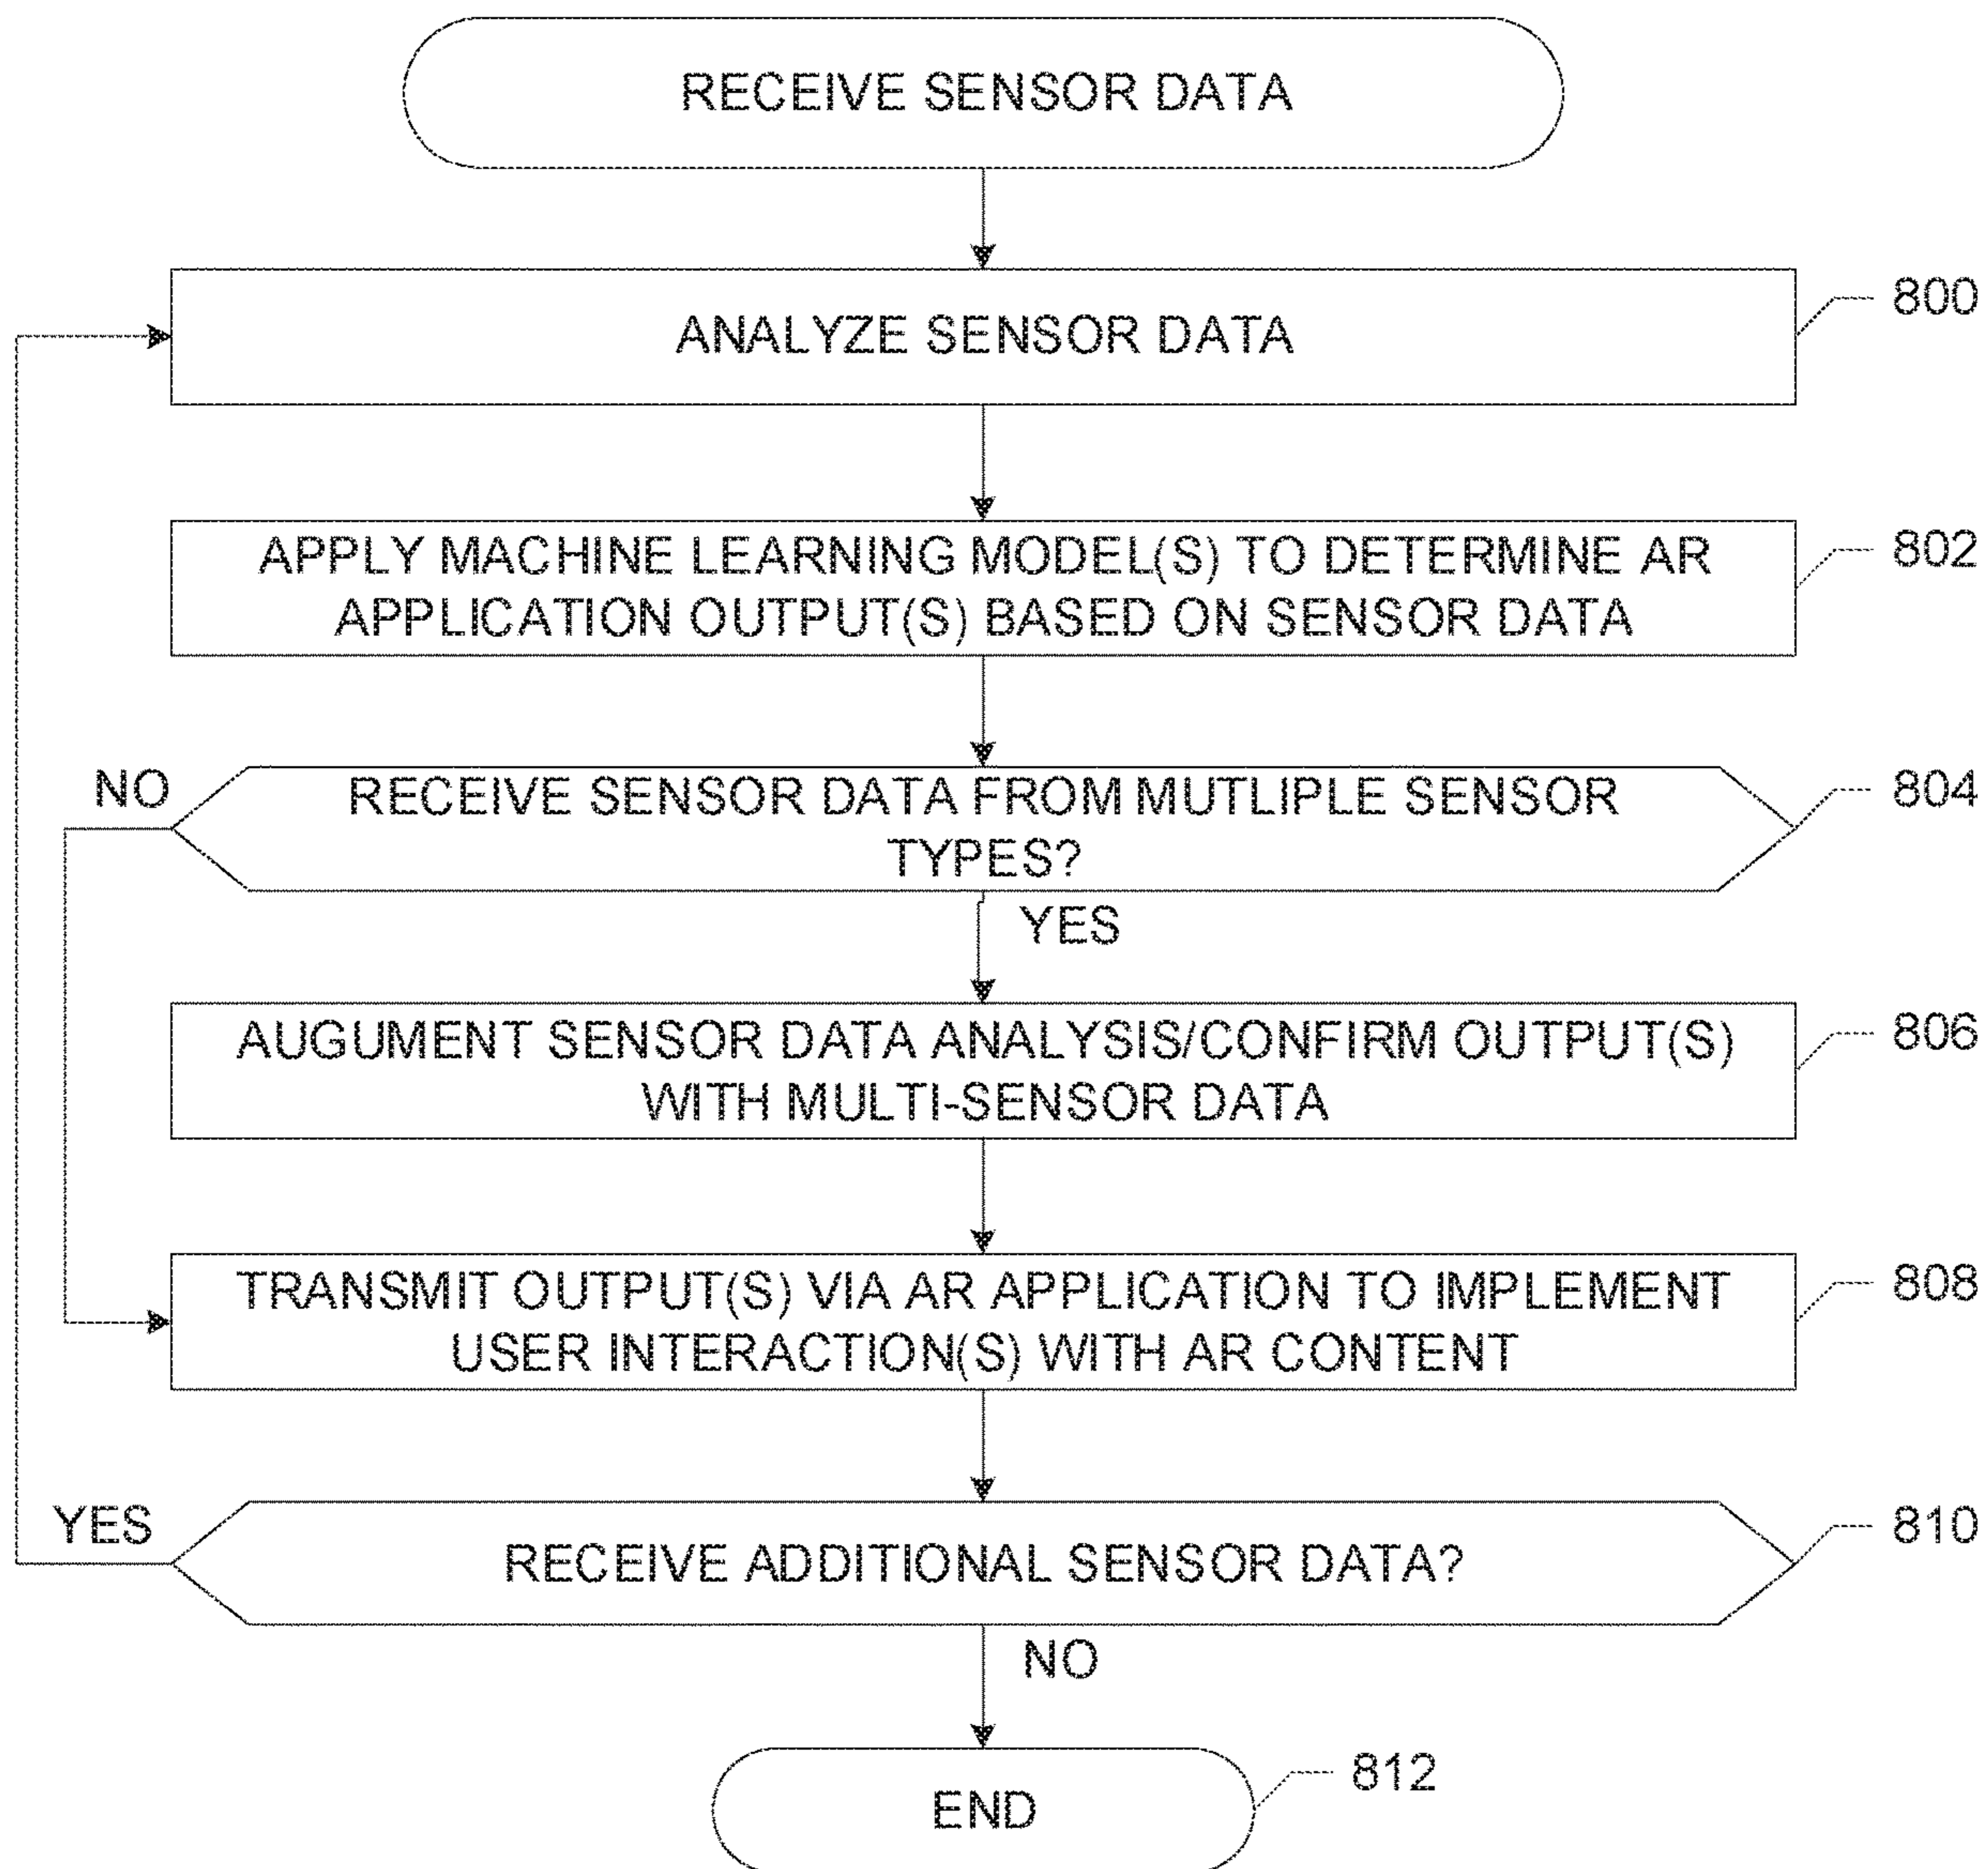 RECEIVE SENSOR DATA
ANALYZE SENSOR DATA
800
APPLY MACHINE LEARNING MODEL(S) TO DETERMINE AR
APPLICATION OUTPUT(S) BASED ON SENSOR DATA
802
NO
RECEIVE SENSOR DATA FROM MUTLIPLE SENSOR
TYPES?
804
YES
AUGUMENT SENSOR DATA ANALYSIS/CONFIRM OUTPUT(S)
WITH MULTI-SENSOR DATA
806
TRANSMIT OUTPUT(S) VIA AR APPLICATION TO IMPLEMENT
USER INTERACTION(S) WITH AR CONTENT
808
YES
RECEIVE ADDITIONAL SENSOR DATA?
810
NO
END
812